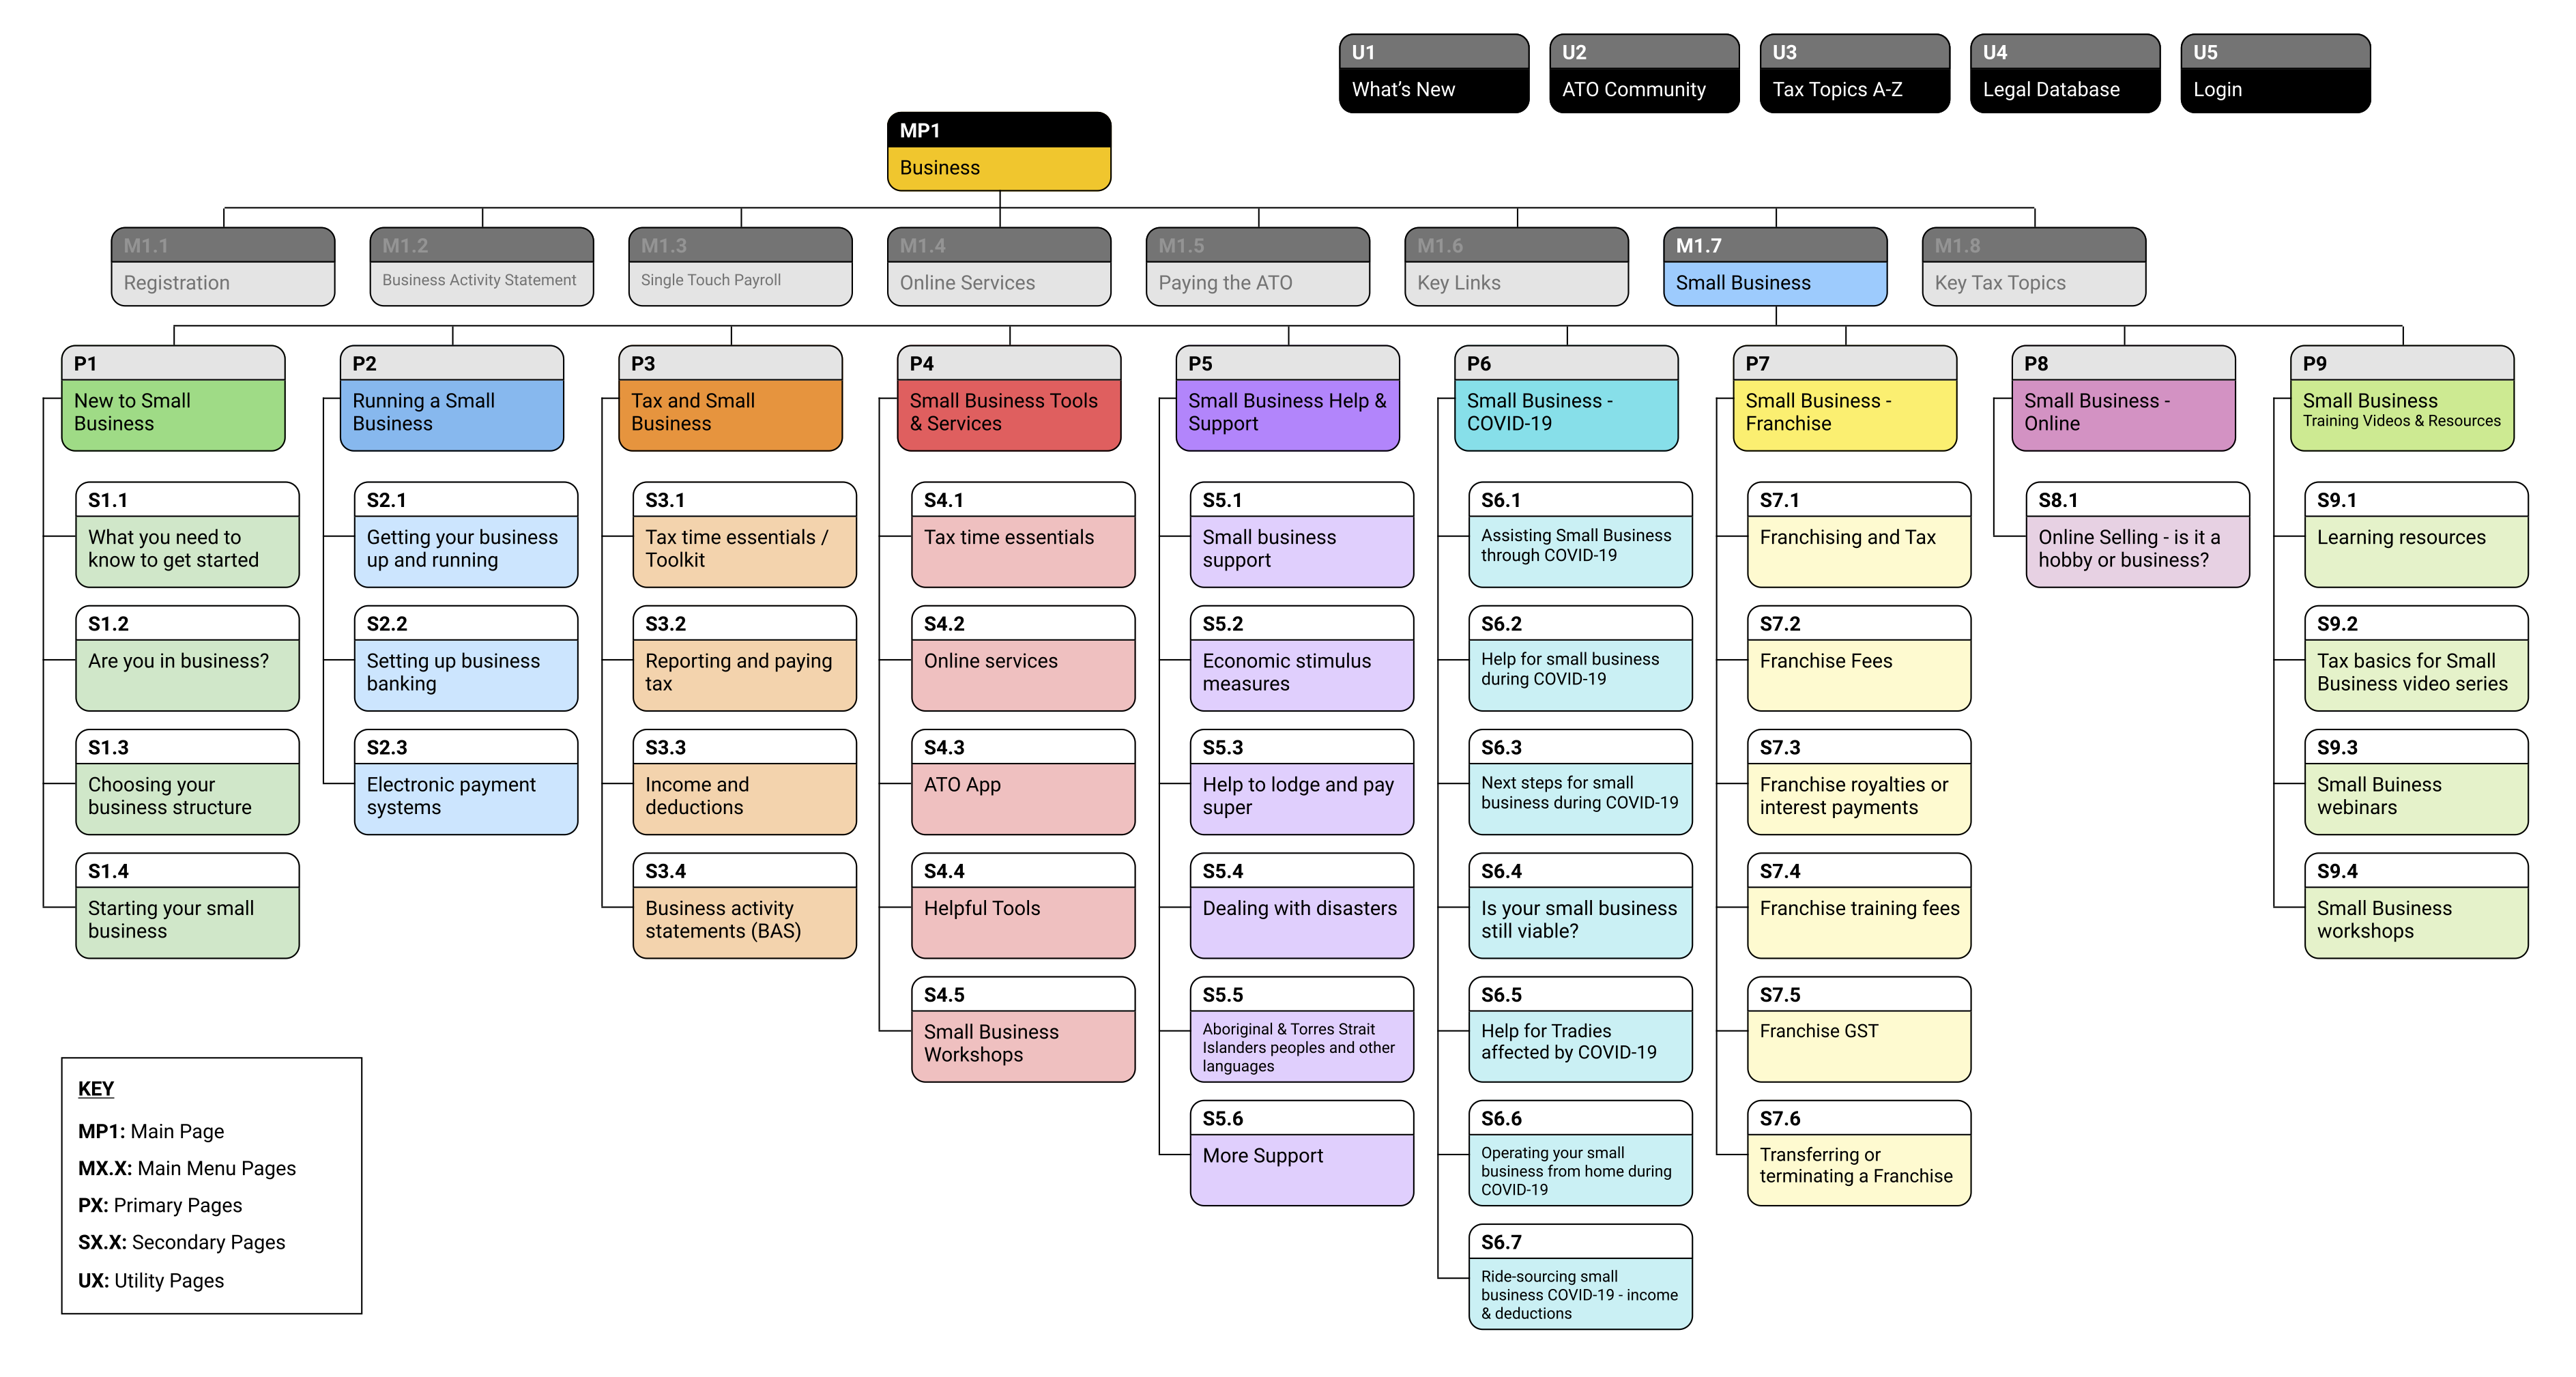 U1
What’s New
U2
ATO Community
U3
Tax Topics A-Z
U4
Legal Database
U5
Login
MP1
Business
M1.1
Registration
M1.2
Business Activity Statement
M1.3
Single Touch Payroll
M1.4
Online Services
M1.5
Paying the ATO
M1.6
Key Links
M1.7
Small Business
M1.8
Key Tax Topics
P1
New to Small
Business
S1.1
What you need to
know to get started
S1.2
Are you in business?
S1.3
Choosing your
business structure
S1.4
Starting your small
business
P2
Running a Small
Business
S2.1
Getting your business
up and running
S2.2
Setting up business
banking
S2.3
Electronic payment
systems
P3
Tax and Small
Business
S3.1
Tax time essentials /
Toolkit
S3.2
Reporting and paying
tax
S3.3
Income and
deductions
S3.4
Business activity
statements (BAS)
P4
Small Business Tools
& Services
S4.1
Tax time essentials
S4.2
Online services
S4.3
ATO App
S4.4
Helpful Tools
S4.5
Small Business
Workshops
P5
Small Business Help &
Support
S5.1
Small business
support
S5.2
Economic stimulus
measures
S5.3
Help to lodge and pay
super
S5.4
Dealing with disasters
S5.5
Aboriginal & Torres Strait
Islanders peoples and other
languages
S5.6
More Support
P6
Small Business -
COVID-19
S6.1
Assisting Small Business
through COVID-19
S6.2
Help for small business
during COVID-19
S6.3
Next steps for small
business during COVID-19
S6.4
Is your small business
still viable?
S6.5
Help for Tradies
affected by COVID-19
S6.6
Operating your small
business from home during
COVID-19
S6.7
Ride-sourcing small
business COVID-19 - income
& deductions
P7
Small Business -
Franchise
S7.1
Franchising and Tax
S7.2
Franchise Fees
S7.3
Franchise royalties or
interest payments
S7.4
Franchise training fees
S7.5
Franchise GST
S7.6
Transferring or
terminating a Franchise
P8
Small Business -
Online
S8.1
Online Selling - is it a
hobby or business?
P9
Small Business
Training Videos & Resources
S9.1
Learning resources
S9.2
Tax basics for Small
Business video series
S9.3
Small Buiness
webinars
S9.4
Small Business
workshops
KEY
MP1: Main Page
MX.X: Main Menu Pages
PX: Primary Pages
SX.X: Secondary Pages
UX: Utility Pages